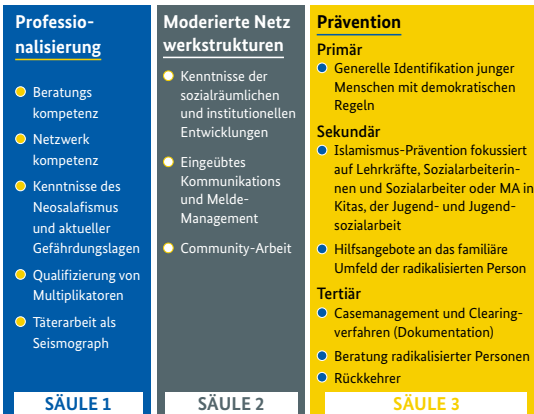 Professio-
nalisierung
Beratungs
kompetenz
Netzwerk
kompetenz
Kenntnisse des
Neosalafismus
und aktueller
Gefährdungslagen
Qualifizierung von
Multiplikatoren
Täterarbeit als
Seismograph
SÄULE 1
Moderierte Netz
werkstrukturen
Kenntnisse der
sozialräumlichen
und institutionellen
Entwicklungen
Eingeübtes
Kommunikations
und Melde-
Management
Community-Arbeit
SÄULE 2
Prävention
Primär
Generelle Identifikation junger
Menschen mit demokratischen
Regeln
Sekundär
Islamismus-Prävention fokussiert
auf Lehrkräfte, Sozialarbeiterin-
nen und Sozialarbeiter oder MA in
Kitas, der Jugend- und Jugend-
sozialarbeit
Hilfsangebote an das familiäre
Umfeld der radikalisierten Person
Tertiär
Casemanagement und Clearing-
verfahren (Dokumentation)
Beratung radikalisierter Personen
Rückkehrer
SÄULE 3